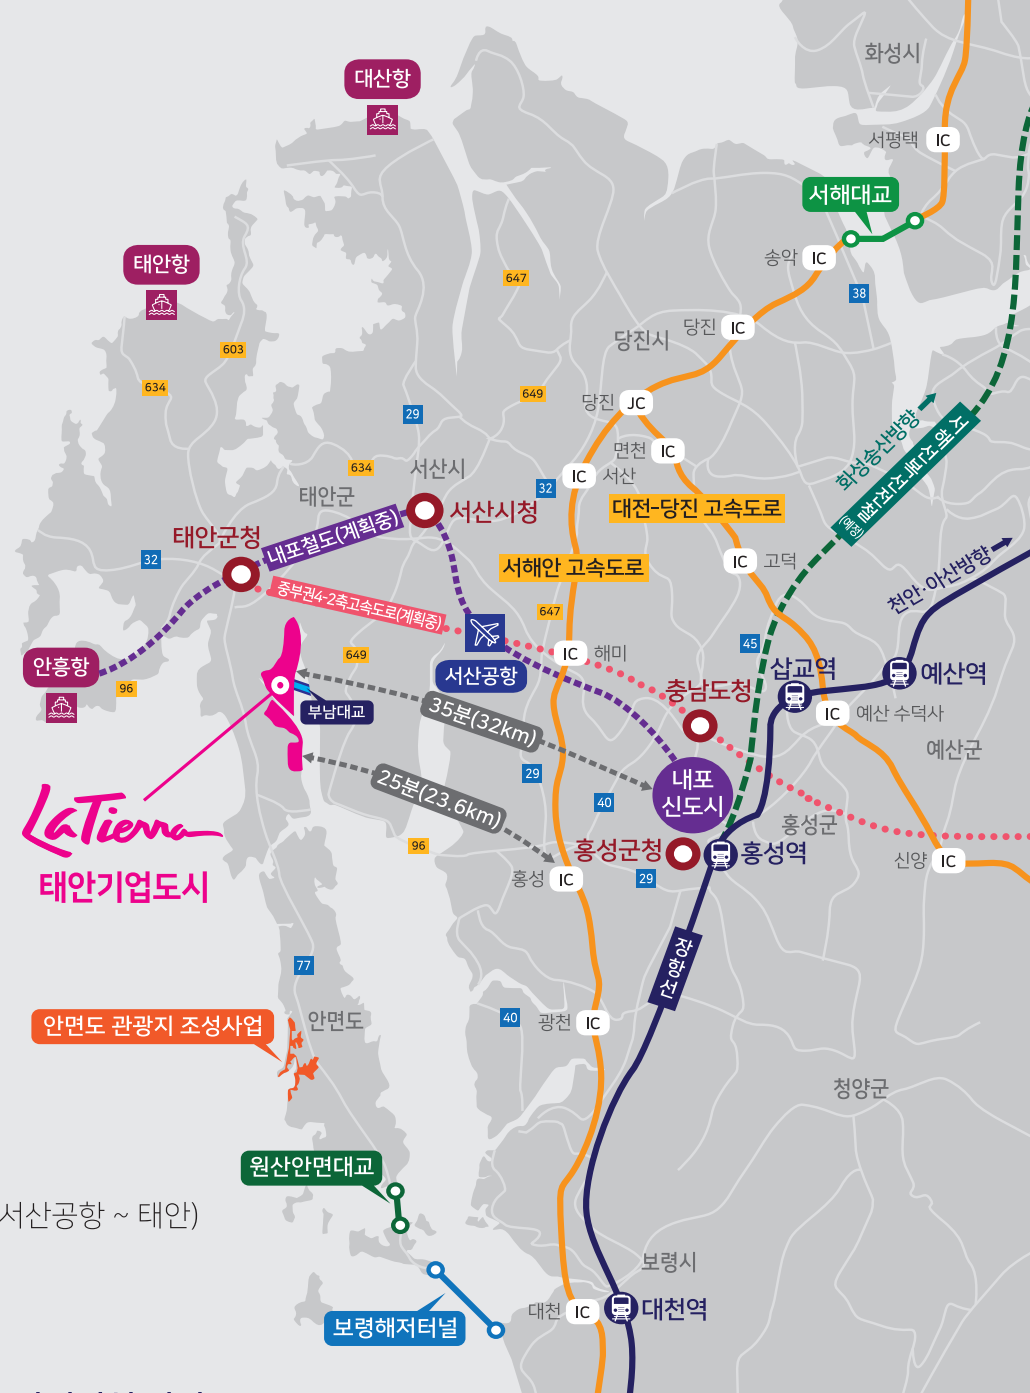 화성시
대산항
서평택
IC
서해대교
태안항
송악
IC
647
38
당진
IC
603
당진시
634
649
당진
JC
29
화성송산방향
서해선복선전철
(예정)
면천
IC
서산시
634
IC
서산
태안군
32
대전-당진 고속도로
서산시청
내포철도(계획중)
태안군청
32
IC
고덕
천안·아산방향
서해안 고속도로
중부권4-2축고속도로(계획중)
647
45
해미
IC
649
안흥항
서산공항
삽교역
예산역
충남도청
96
부남대교
35분(32km)
IC
예산 수덕사
예산군
29
내포
신도시
25분(23.6km)
40
LaTierra
홍성군
96
홍성군청
홍성역
신양
IC
태안기업도시
홍성
IC
29
장항선
77
안면도 관광지 조성사업
안면도
40
광천
IC
청양군
원산안면대교
(서산공항 ~ 태안)
보령시
대천
IC
대천역
보령해저터널